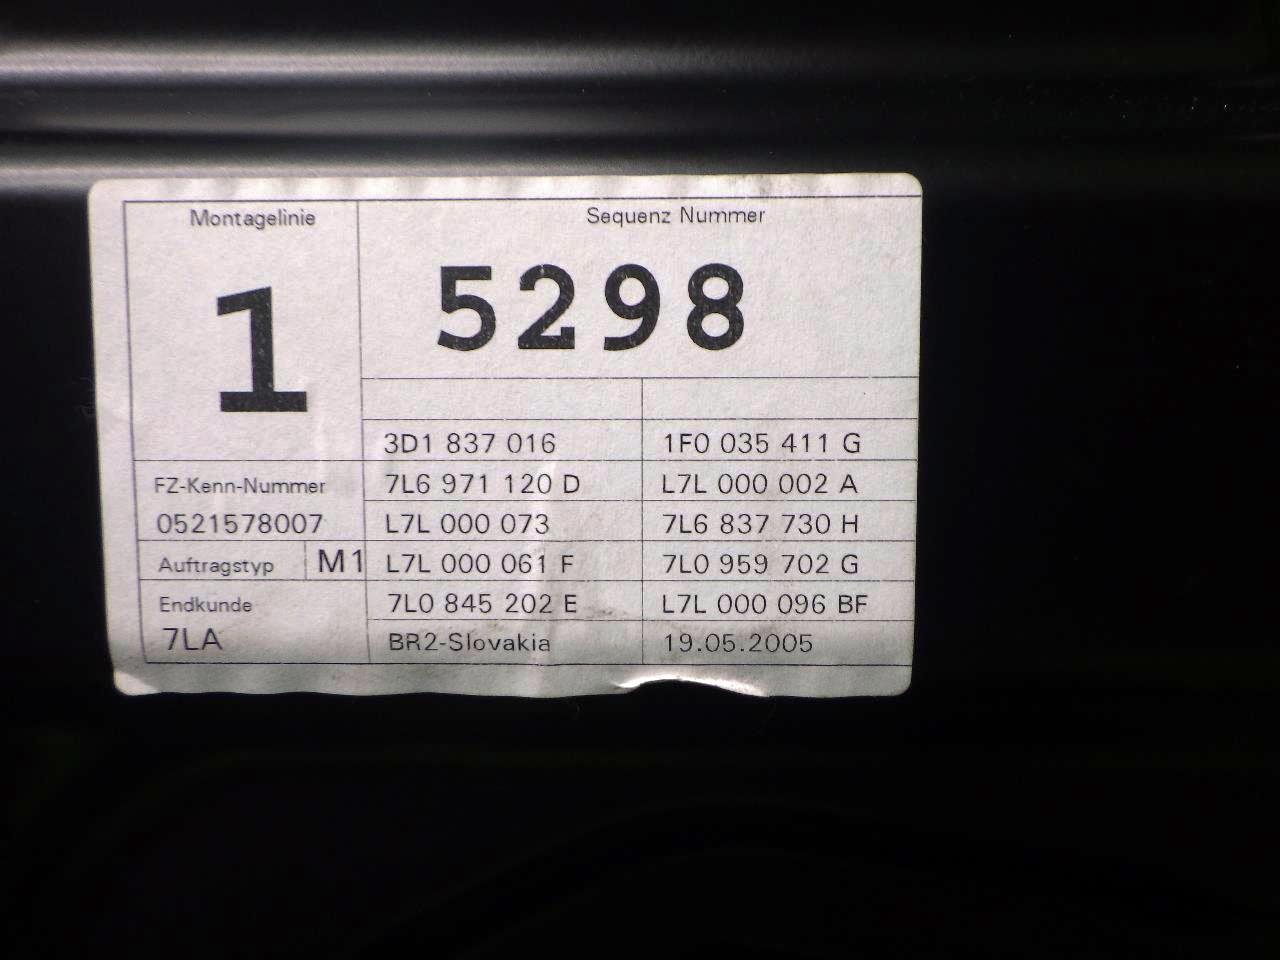 Montagelinie
1
Sequenz Nummer
5298
3D1 837 016 1F0 035 411 G
FZ-Kenn-Nummer 7L6 971 120 D L7L 000 002 A
0521578007 L7L 000 073 7L6 837 730 H
Auftragstyp M1 L7L 000 061 F 7L0 959 702 G
Endkunde 7L0 845 202 E L7L 000 096 BF
7LA BR2-Slovakia 19.05.2005